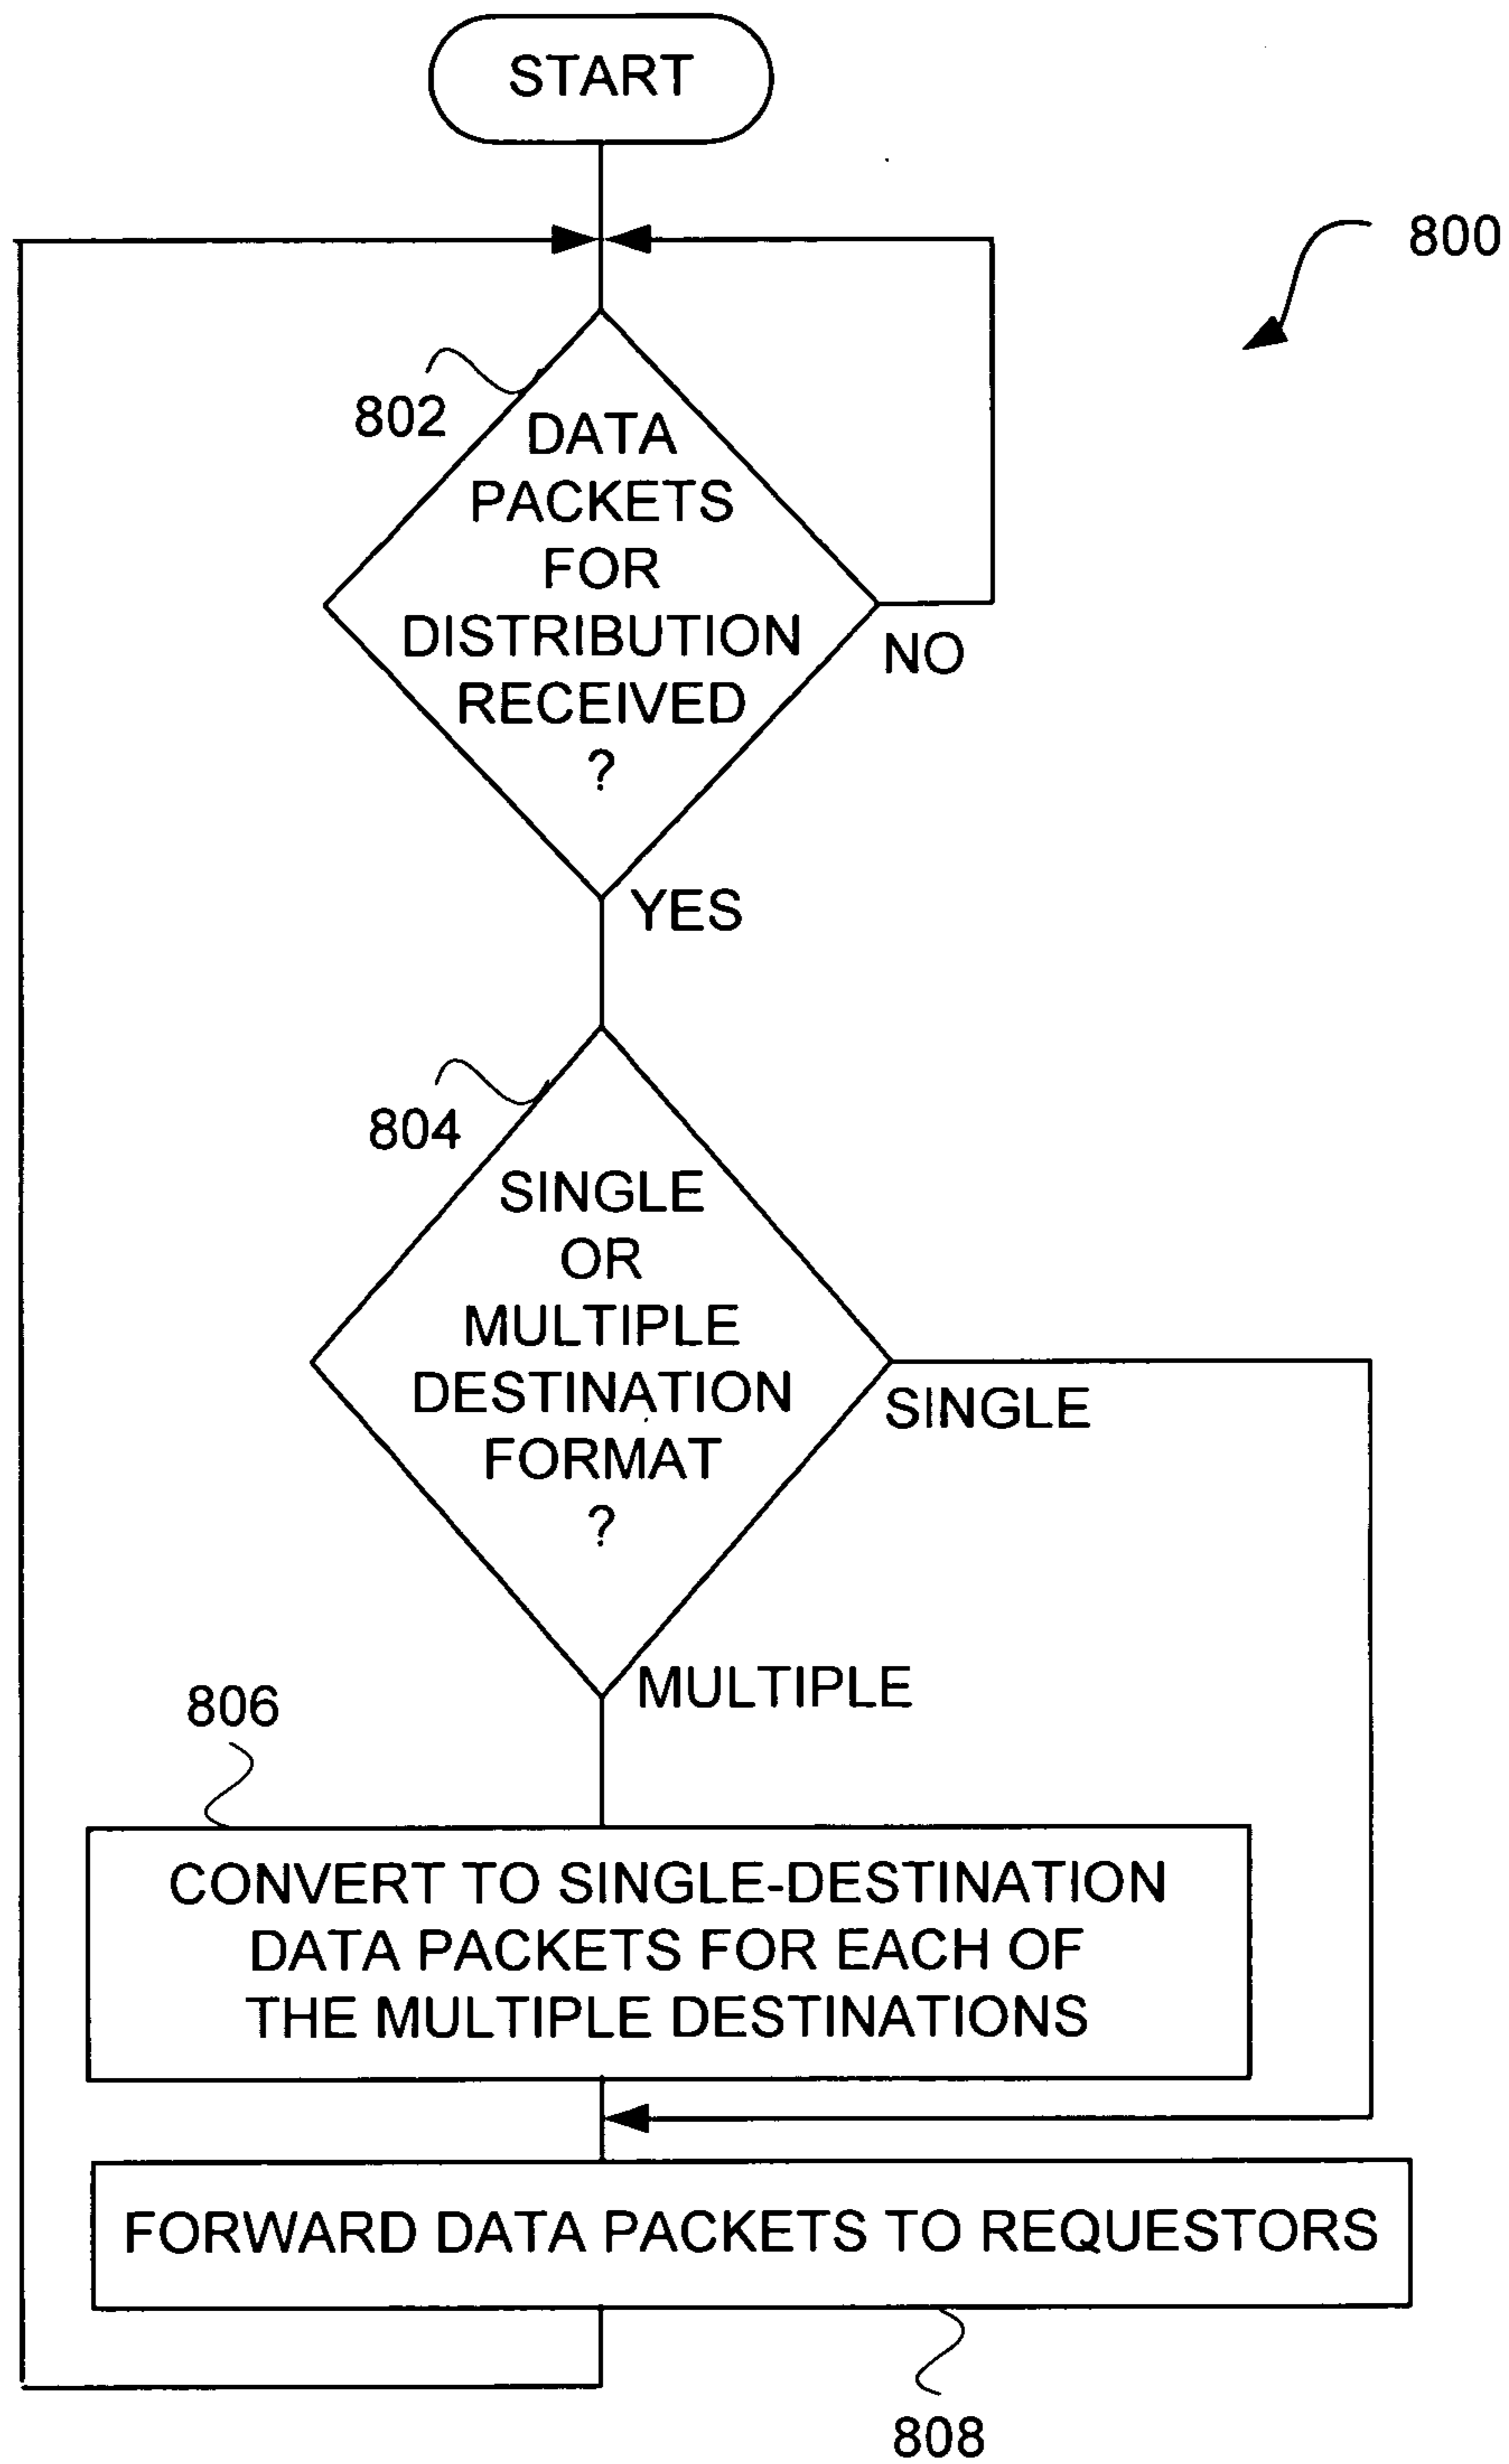 START
800
802
DATA
PACKETS
FOR
DISTRIBUTION
RECEIVED
?
NO
YES
804
SINGLE
OR
MULTIPLE
DESTINATION
FORMAT
?
SINGLE
MULTIPLE
806
CONVERT TO SINGLE-DESTINATION
DATA PACKETS FOR EACH OF
THE MULTIPLE DESTINATIONS
FORWARD DATA PACKETS TO REQUESTORS
808